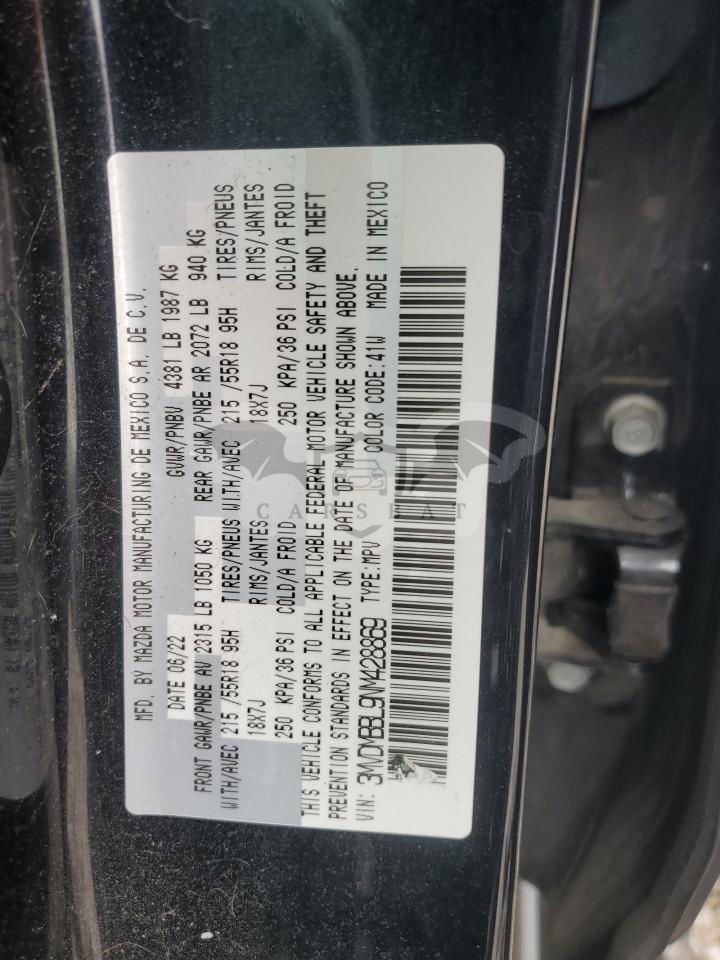 MFD. BY MAZDA MOTOR MANUFACTURING DE MEXICO S.A. DE C.V.
DATE 06/22 GVWR/PNBV 4381 LB 1987 KG
FRONT GAWR/PNBE AV 2315 LB 1050 KG REAR GAWR/PNBE AR 2072 LB 940 KG
WITH/AVEC 215 /55R18 95H TIRES/PNEUS WITH/AVEC 215 /55R18 95H TIRES/PNEUS
18X7J RIMS/JANTES 18X7J RIMS/JANTES
250 KPA/36 PSI COLD/A FROID 250 KPA/36 PSI COLD/A FROID
THIS VEHICLE CONFORMS TO ALL APPLICABLE FEDERAL MOTOR VEHICLE SAFETY AND THEFT
PREVENTION STANDARDS IN EFFECT ON THE DATE OF MANUFACTURE SHOWN ABOVE.
VIN: 3MVDMBBL9NM428869 TYPE:MPV COLOR CODE:41W MADE IN MEXICO
CARSBAT